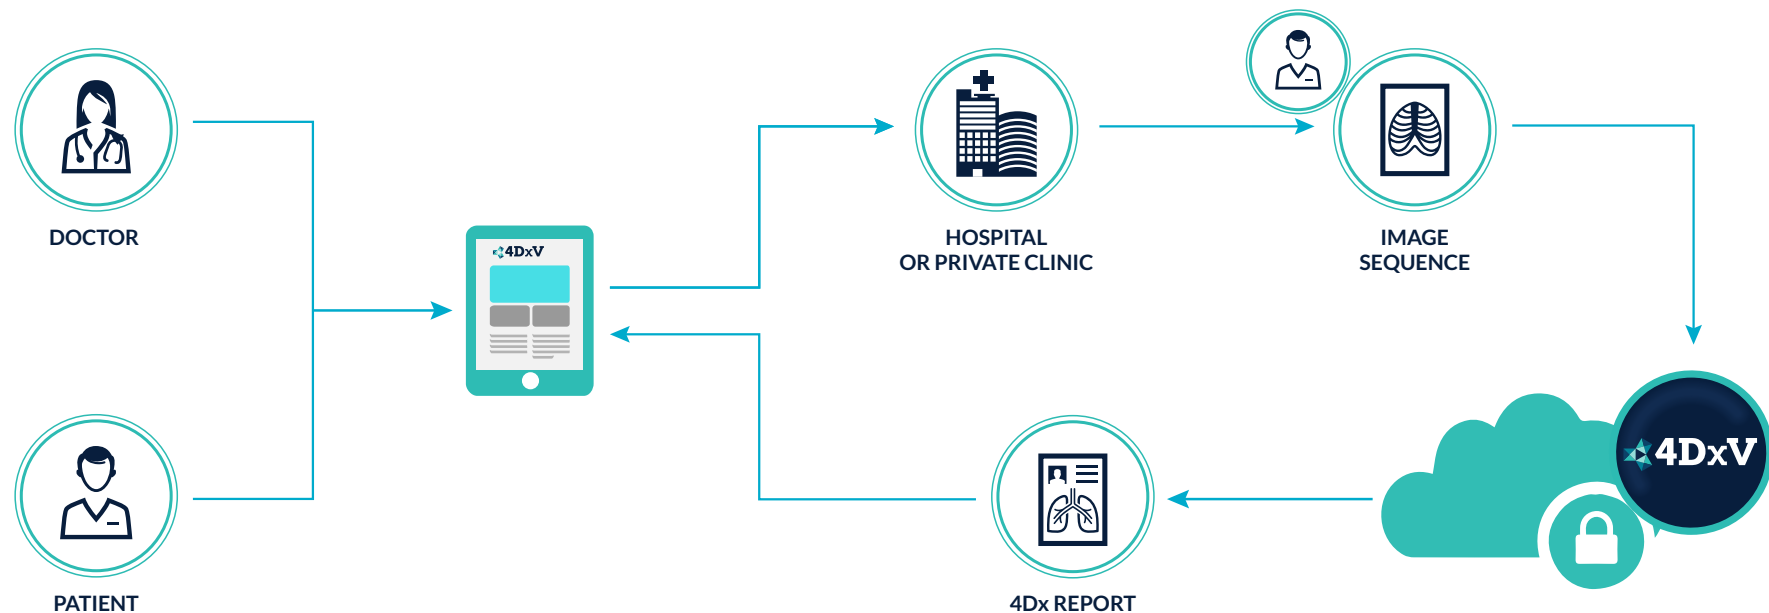 DOCTOR
4DxV
HOSPITAL
OR PRIVATE CLINIC
IMAGE
SEQUENCE
4DxV
PATIENT
4Dx REPORT